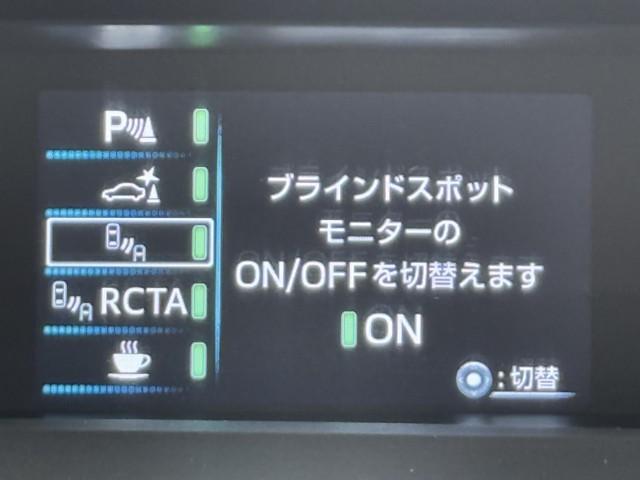 P
RCTA
ブラインドスポット
モニターの
ON/OFFを切替えます
ON
:切替